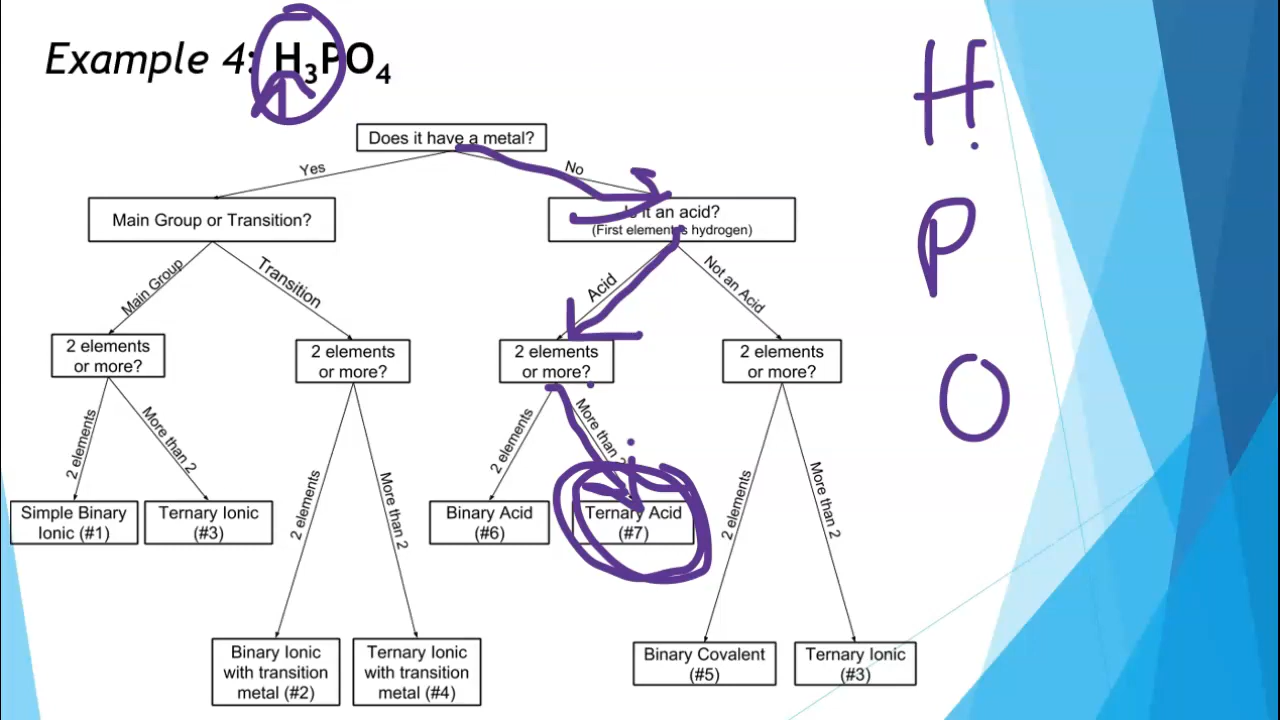 Example 4: H₃PO₄
H
Does it have a metal?
Yes
No
P
Main Group or Transition?
Is it an acid?
(First element is hydrogen)
Main Group
Transition
Acid
Not an Acid
2 elements
or more?
2 elements
or more?
2 elements
or more?
2 elements
or more?
O
2 elements
More than 2
2 elements
More than 2
2 elements
More than 2
2 elements
More than 2
Simple Binary
Ionic (#1)
Ternary Ionic
(#3)
Binary Acid
(#6)
Ternary Acid
(#7)
Binary Ionic
with transition
metal (#2)
Ternary Ionic
with transition
metal (#4)
Binary Covalent
(#5)
Ternary Ionic
(#3)